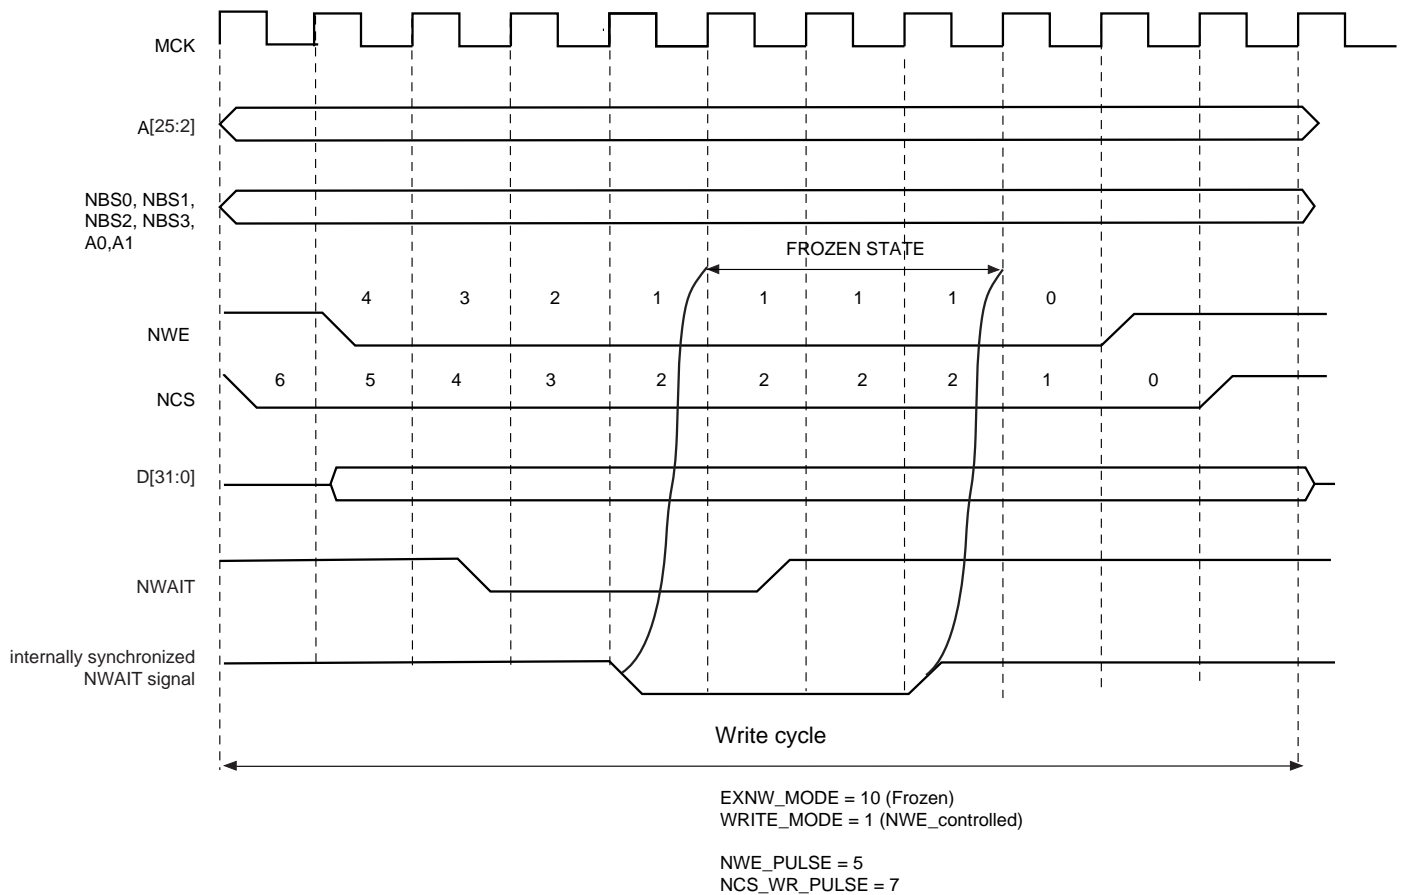 MCK
A[25:2]
NBS0, NBS1,
NBS2, NBS3,
A0,A1
FROZEN STATE
4 3 2 1 1 1 1 0
NWE
6 5 4 3 2 2 2 2 1 0
NCS
D[31:0]
NWAIT
internally synchronized
NWAIT signal
Write cycle
EXNW_MODE = 10 (Frozen)
WRITE_MODE = 1 (NWE_controlled)
NWE_PULSE = 5
NCS_WR_PULSE = 7